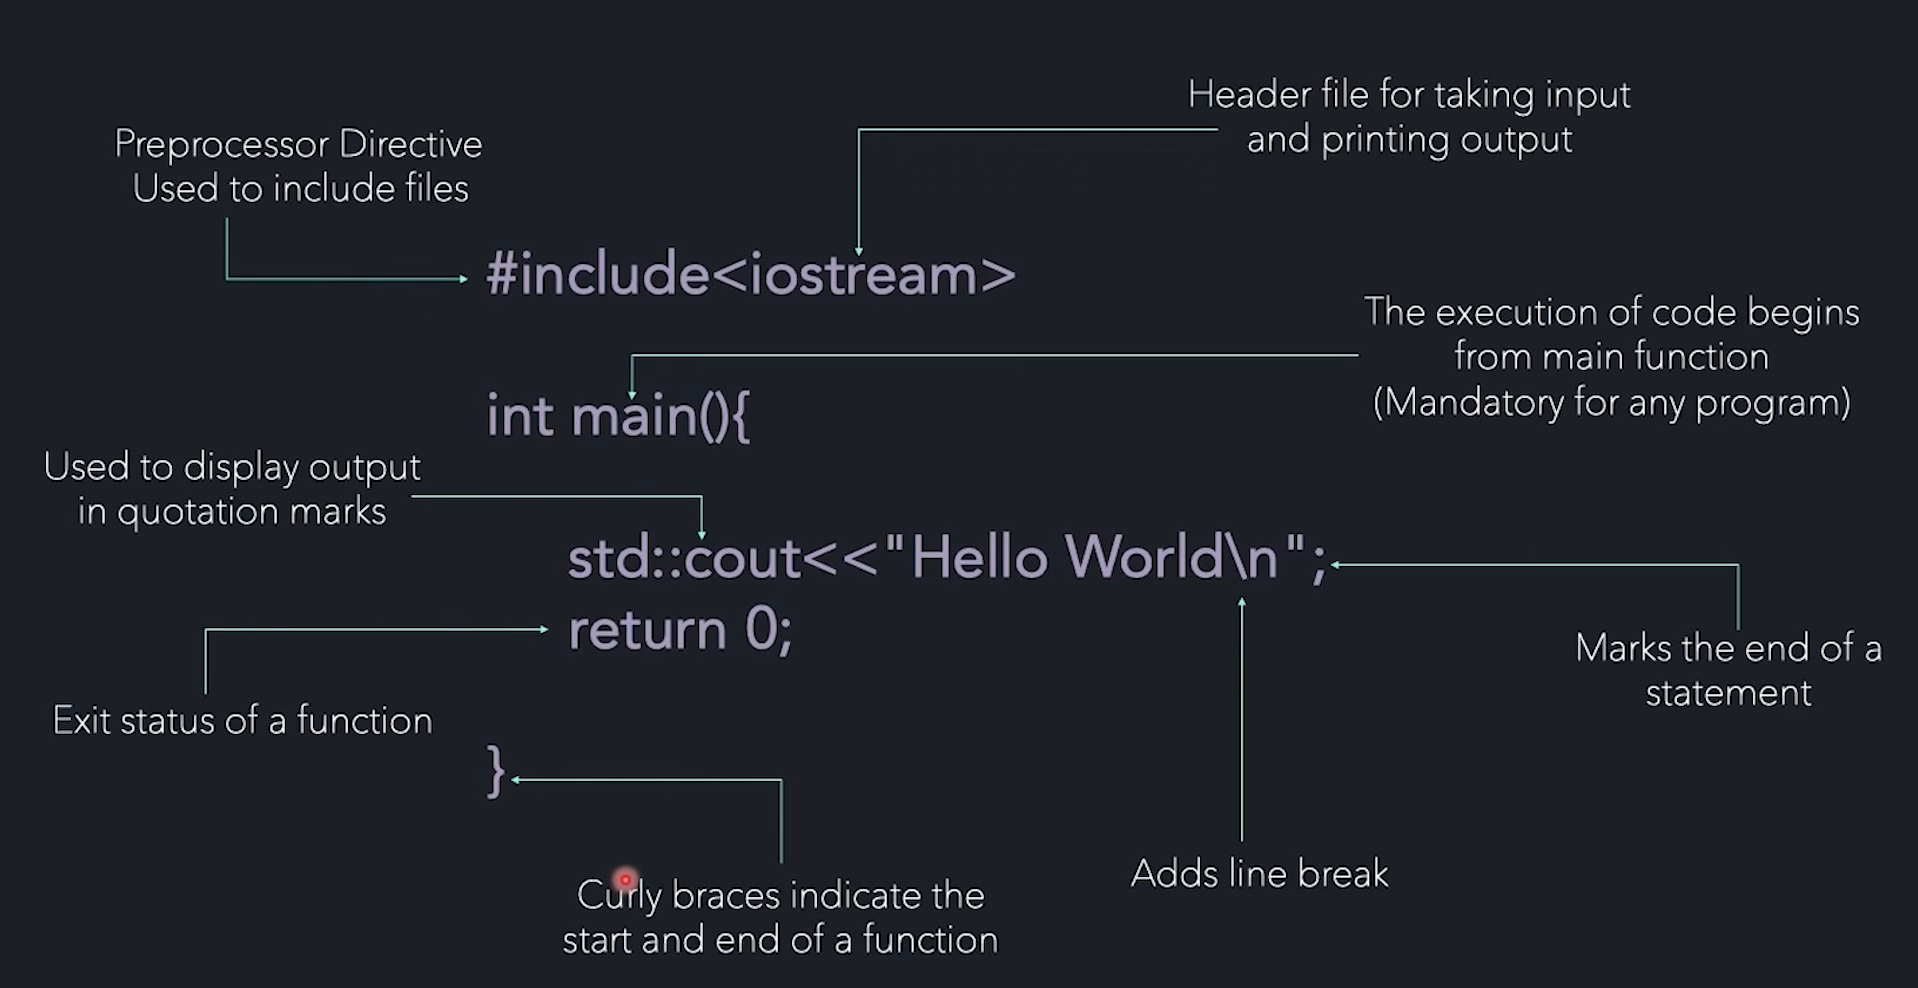 Header file for taking input
and printing output
Preprocessor Directive
Used to include files
#include<iostream>
The execution of code begins
from main function
(Mandatory for any program)
int main(){
Used to display output
in quotation marks
std::cout<<"Hello World\n";
return 0;
Marks the end of a
statement
Exit status of a function
}
Adds line break
Curly braces indicate the
start and end of a function